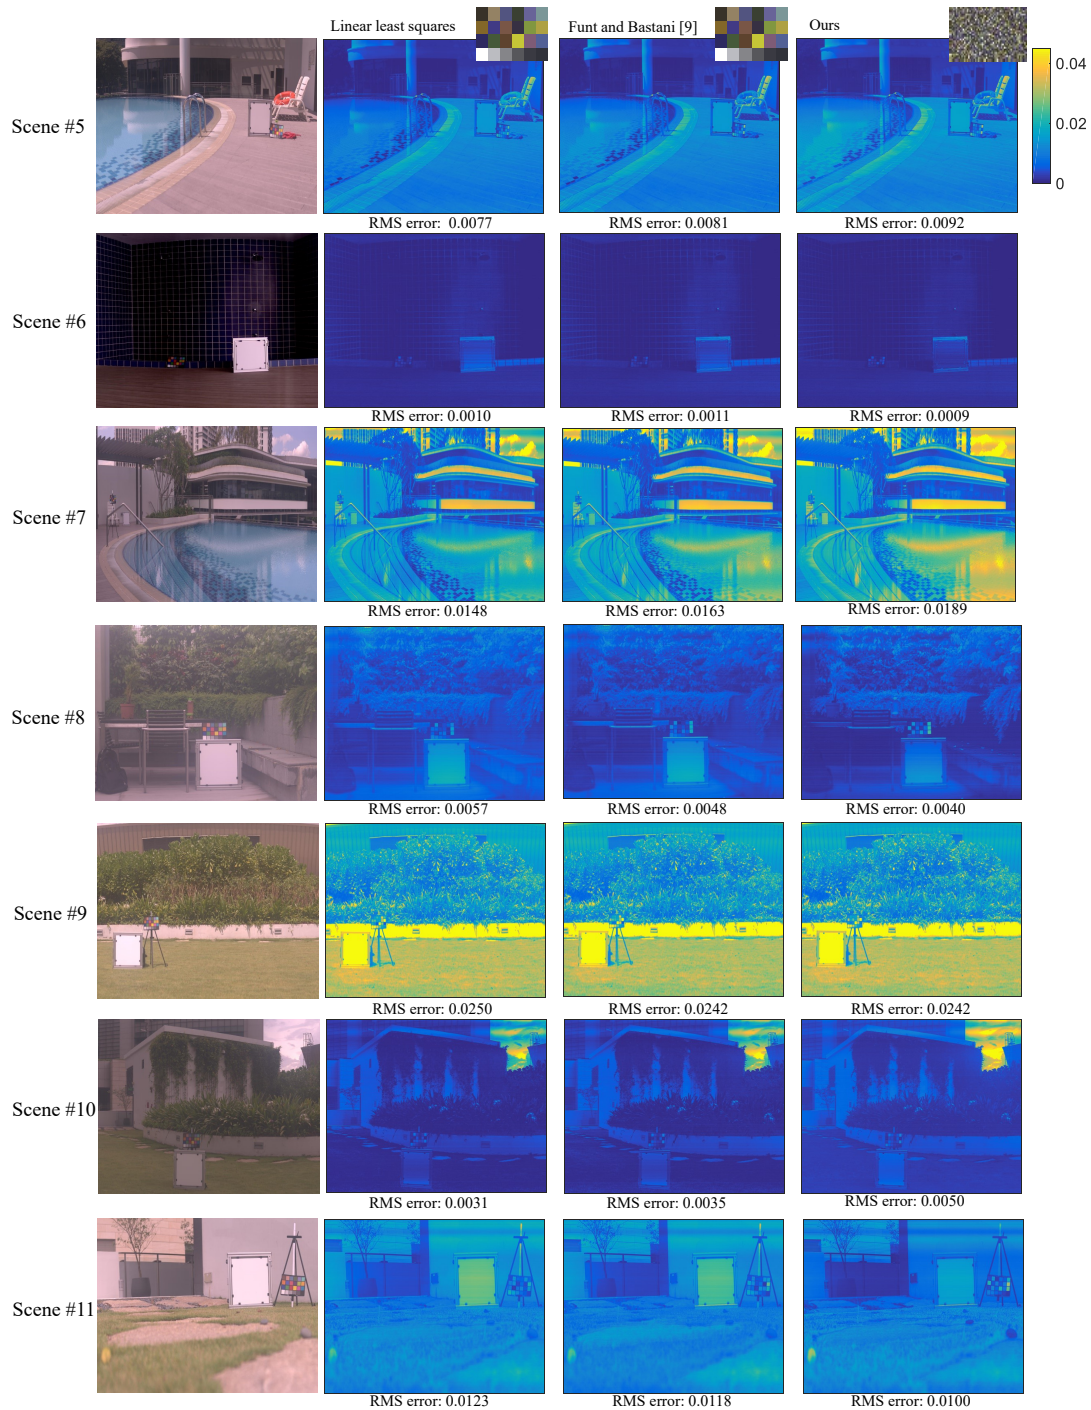 Linear least squares
Funt and Bastani [9]
Ours
0.04
0.02
0
Scene #5
RMS error: 0.0077
RMS error: 0.0081
RMS error: 0.0092
Scene #6
RMS error: 0.0010
RMS error: 0.0011
RMS error: 0.0009
Scene #7
RMS error: 0.0148
RMS error: 0.0163
RMS error: 0.0189
Scene #8
RMS error: 0.0057
RMS error: 0.0048
RMS error: 0.0040
Scene #9
RMS error: 0.0250
RMS error: 0.0242
RMS error: 0.0242
Scene #10
RMS error: 0.0031
RMS error: 0.0035
RMS error: 0.0050
Scene #11
RMS error: 0.0123
RMS error: 0.0118
RMS error: 0.0100